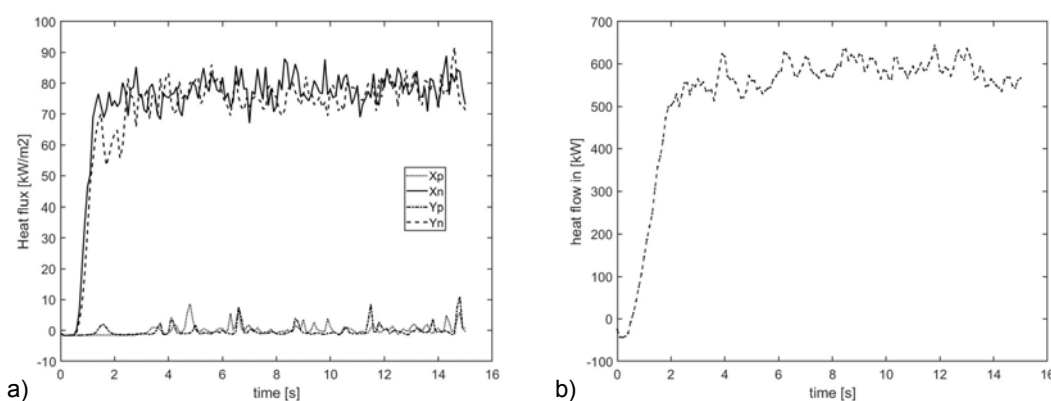 100
90
80
70
60
50
40
30
20
10
0
-10
Heat flux [kW/m2]
Xp
Xn
Yp
Yn
0 2 4 6 8 10 12 14 16
time [s]
a)
700
600
500
400
300
200
100
0
-100
heat flow in [kW]
0 2 4 6 8 10 12 14 16
time [s]
b)